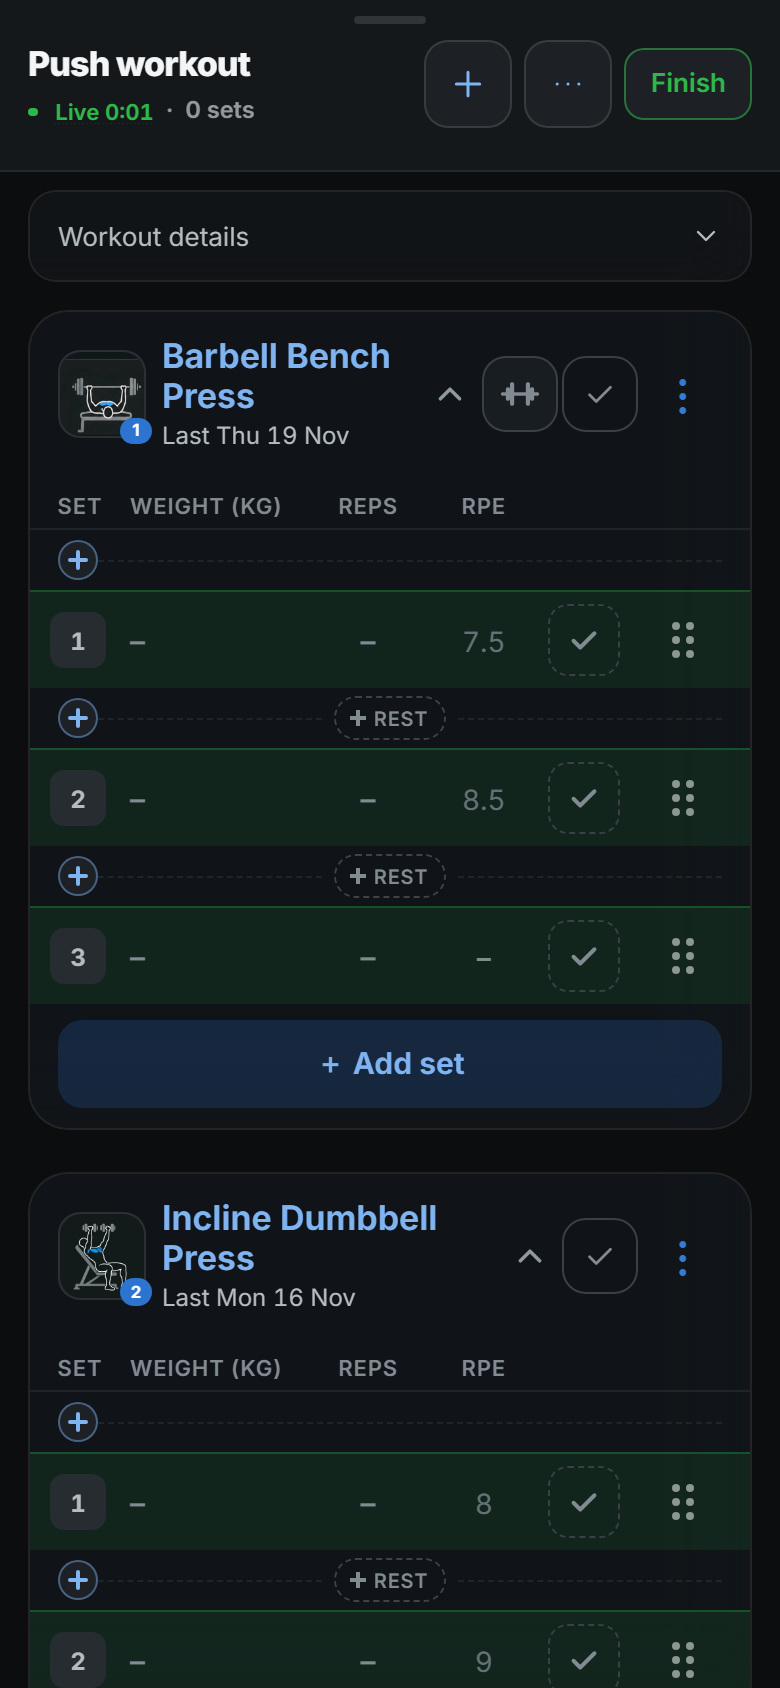 Push workout
Live 0:01 · 0 sets
+ ... Finish
Workout details
Barbell Bench
Press
1
Last Thu 19 Nov
SET WEIGHT (KG) REPS RPE
+
1 – – 7.5
+ + REST
2 – – 8.5
+ + REST
3 – – –
+ Add set
Incline Dumbbell
Press
2
Last Mon 16 Nov
SET WEIGHT (KG) REPS RPE
+
1 – – 8
+ + REST
2 – – 9